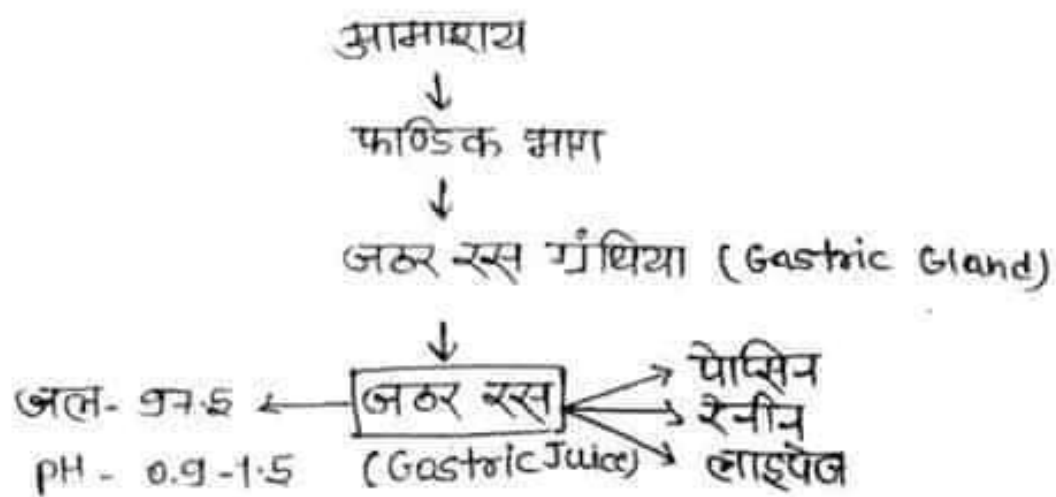 आमाशय
फण्डिक भाग
जठर रस ग्रंथिया (Gastric Gland)
जल- 97.5 जठर रस पेप्सिन
रेनीन
pH - 0.9-1.5 (Gastric Juice) लाइपेज